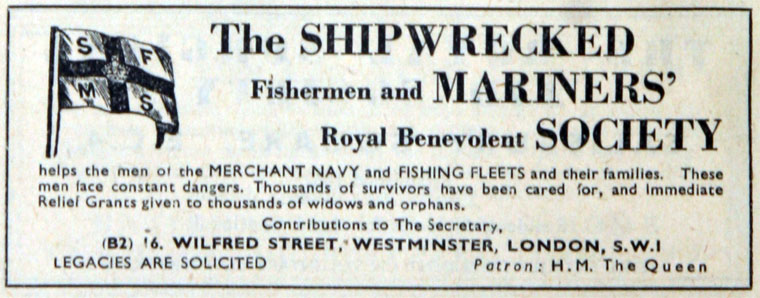 S F
M S
The SHIPWRECKED
Fishermen and MARINERS'
Royal Benevolent SOCIETY
helps the men of the MERCHANT NAVY and FISHING FLEETS and their families. These
men face constant dangers. Thousands of survivors have been cared for, and Immediate
Relief Grants given to thousands of widows and orphans.
Contributions to The Secretary,
(B2) 16, WILFRED STREET, WESTMINSTER, LONDON, S.W.1
LEGACIES ARE SOLICITED Patron: H.M. The Queen